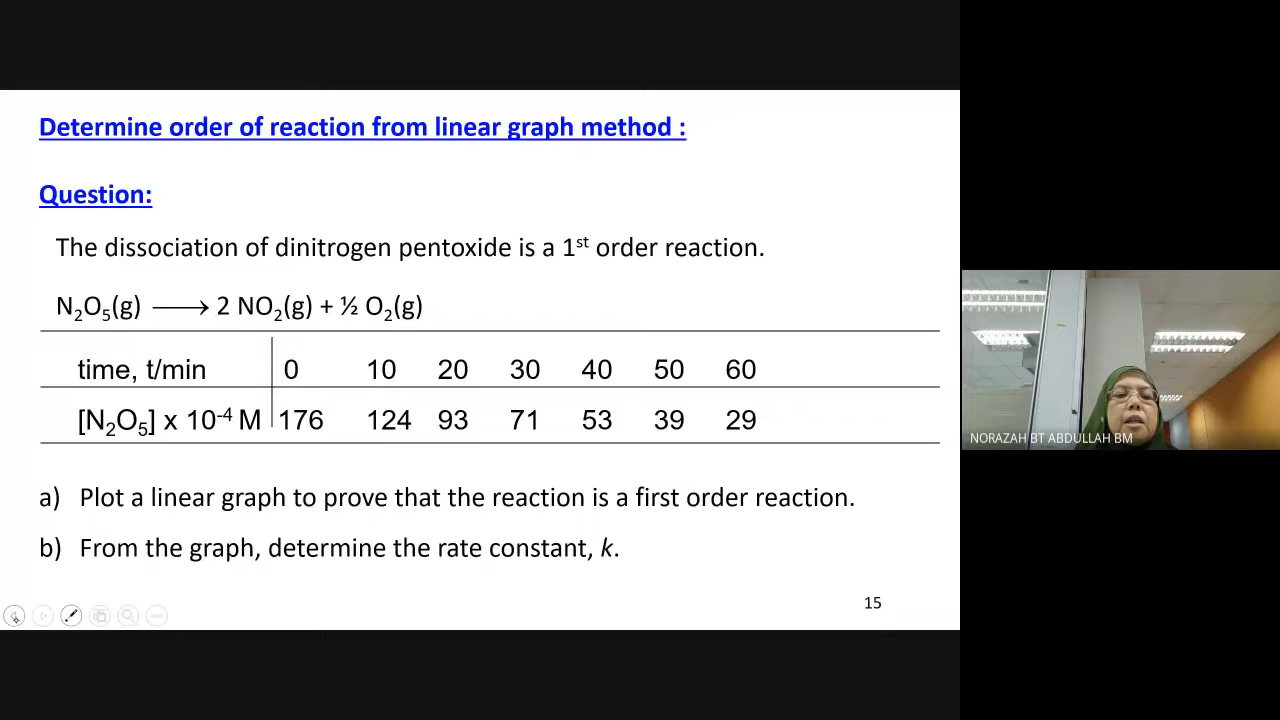 Determine order of reaction from linear graph method :
Question:
The dissociation of dinitrogen pentoxide is a 1st order reaction.
N₂O₅(g) ⟶ 2 NO₂(g) + ½ O₂(g)
time, t/min 0 10 20 30 40 50 60
[N₂O₅] x 10⁻⁴ M 176 124 93 71 53 39 29
a) Plot a linear graph to prove that the reaction is a first order reaction.
b) From the graph, determine the rate constant, k.
15
NORAZAH BT ABDULLAH BM